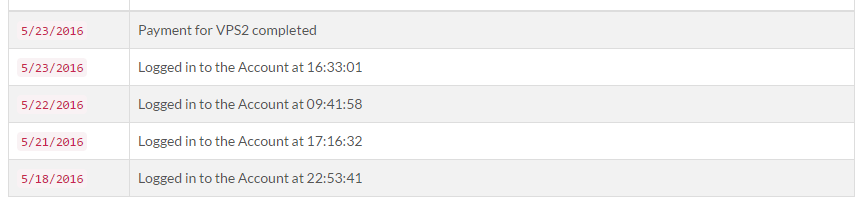 5/23/2016 Payment for VPS2 completed
5/23/2016 Logged in to the Account at 16:33:01
5/22/2016 Logged in to the Account at 09:41:58
5/21/2016 Logged in to the Account at 17:16:32
5/18/2016 Logged in to the Account at 22:53:41